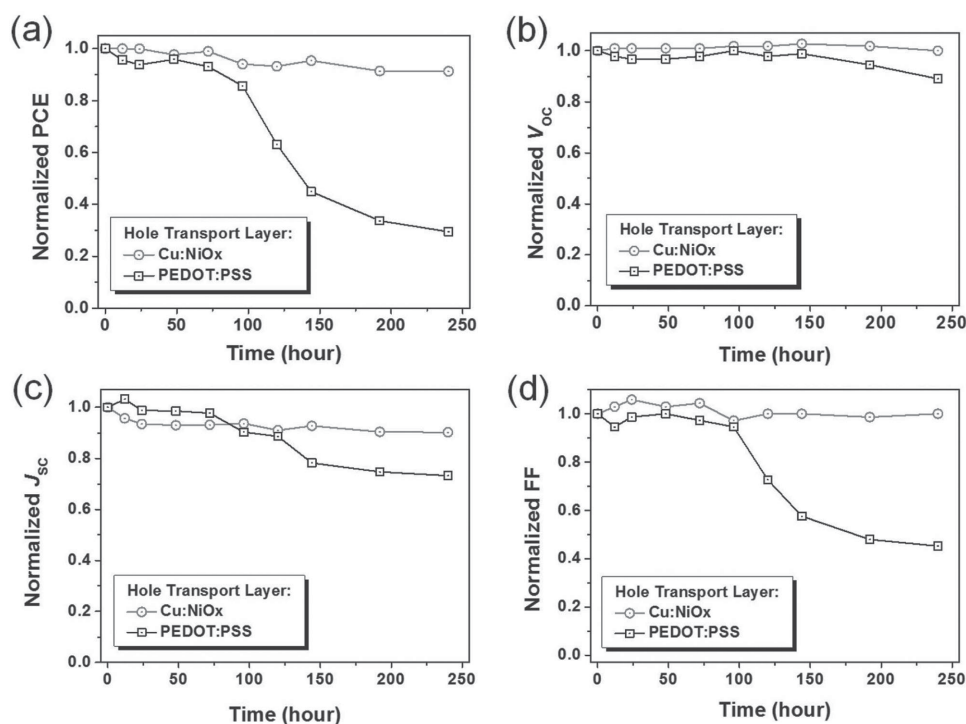 (a)
Normalized PCE
1.0
0.8
0.6
0.4
0.2
0.0
Hole Transport Layer:
Cu:NiOx
PEDOT:PSS
0 50 100 150 200 250
Time (hour)
(b)
Normalized VOC
1.0
0.8
0.6
0.4
0.2
0.0
Hole Transport Layer:
Cu:NiOx
PEDOT:PSS
0 50 100 150 200 250
Time (hour)
(c)
Normalized JSC
1.0
0.8
0.6
0.4
0.2
0.0
Hole Transport Layer:
Cu:NiOx
PEDOT:PSS
0 50 100 150 200 250
Time (hour)
(d)
Normalized FF
1.0
0.8
0.6
0.4
0.2
0.0
Hole Transport Layer:
Cu:NiOx
PEDOT:PSS
0 50 100 150 200 250
Time (hour)